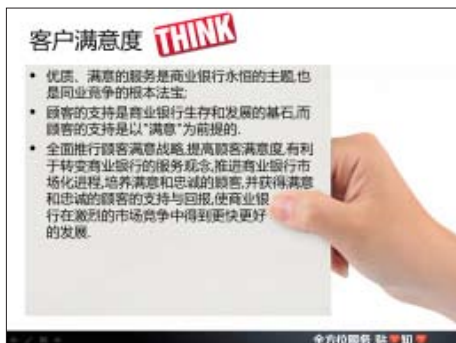 客户满意度 THINK
• 优质、满意的服务是商业银行永恒的主题,也
是同业竞争的根本法宝;
• 顾客的支持是商业银行生存和发展的基石,而
顾客的支持是以"满意"为前提的.
• 全面推行顾客满意战略,提高顾客满意度,有利
于转变商业银行的服务观念,推进商业银行市
场化进程,培养满意和忠诚的顾客,并获得满意
和忠诚的顾客的支持与回报,使商业银
行在激烈的市场竞争中得到更快更好
的发展.
全方位服务 贴❤知❤